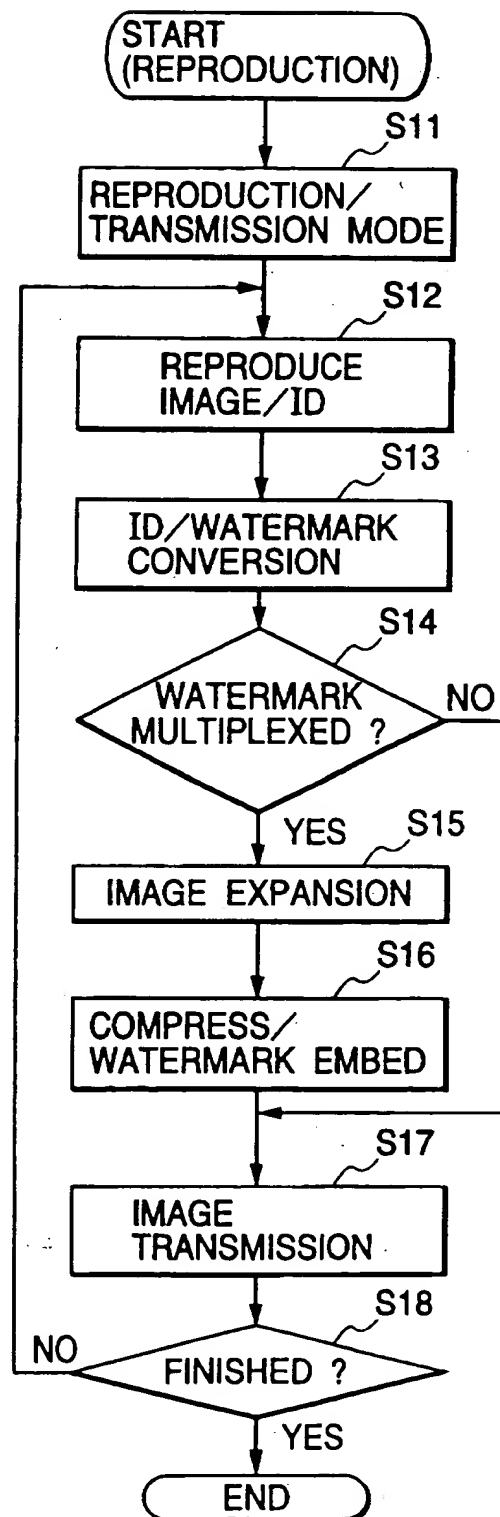 START
(REPRODUCTION)
S11
REPRODUCTION/
TRANSMISSION MODE
S12
REPRODUCE
IMAGE/ID
S13
ID/WATERMARK
CONVERSION
S14
WATERMARK
MULTIPLEXED ?
NO
YES
S15
IMAGE EXPANSION
S16
COMPRESS/
WATERMARK EMBED
S17
IMAGE
TRANSMISSION
S18
NO
FINISHED ?
YES
END